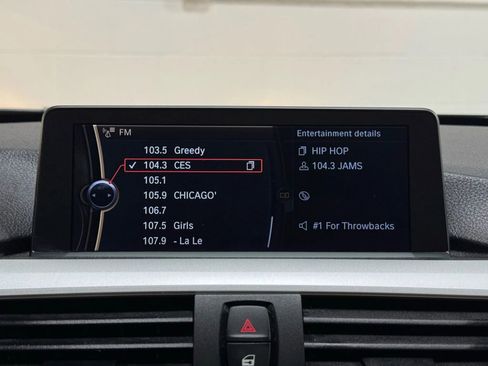 FM
103.5 Greedy
104.3 CES
105.1
105.9 CHICAGO'
106.7
107.5 Girls
107.9 - La Le
Entertainment details
HIP HOP
104.3 JAMS
#1 For Throwbacks